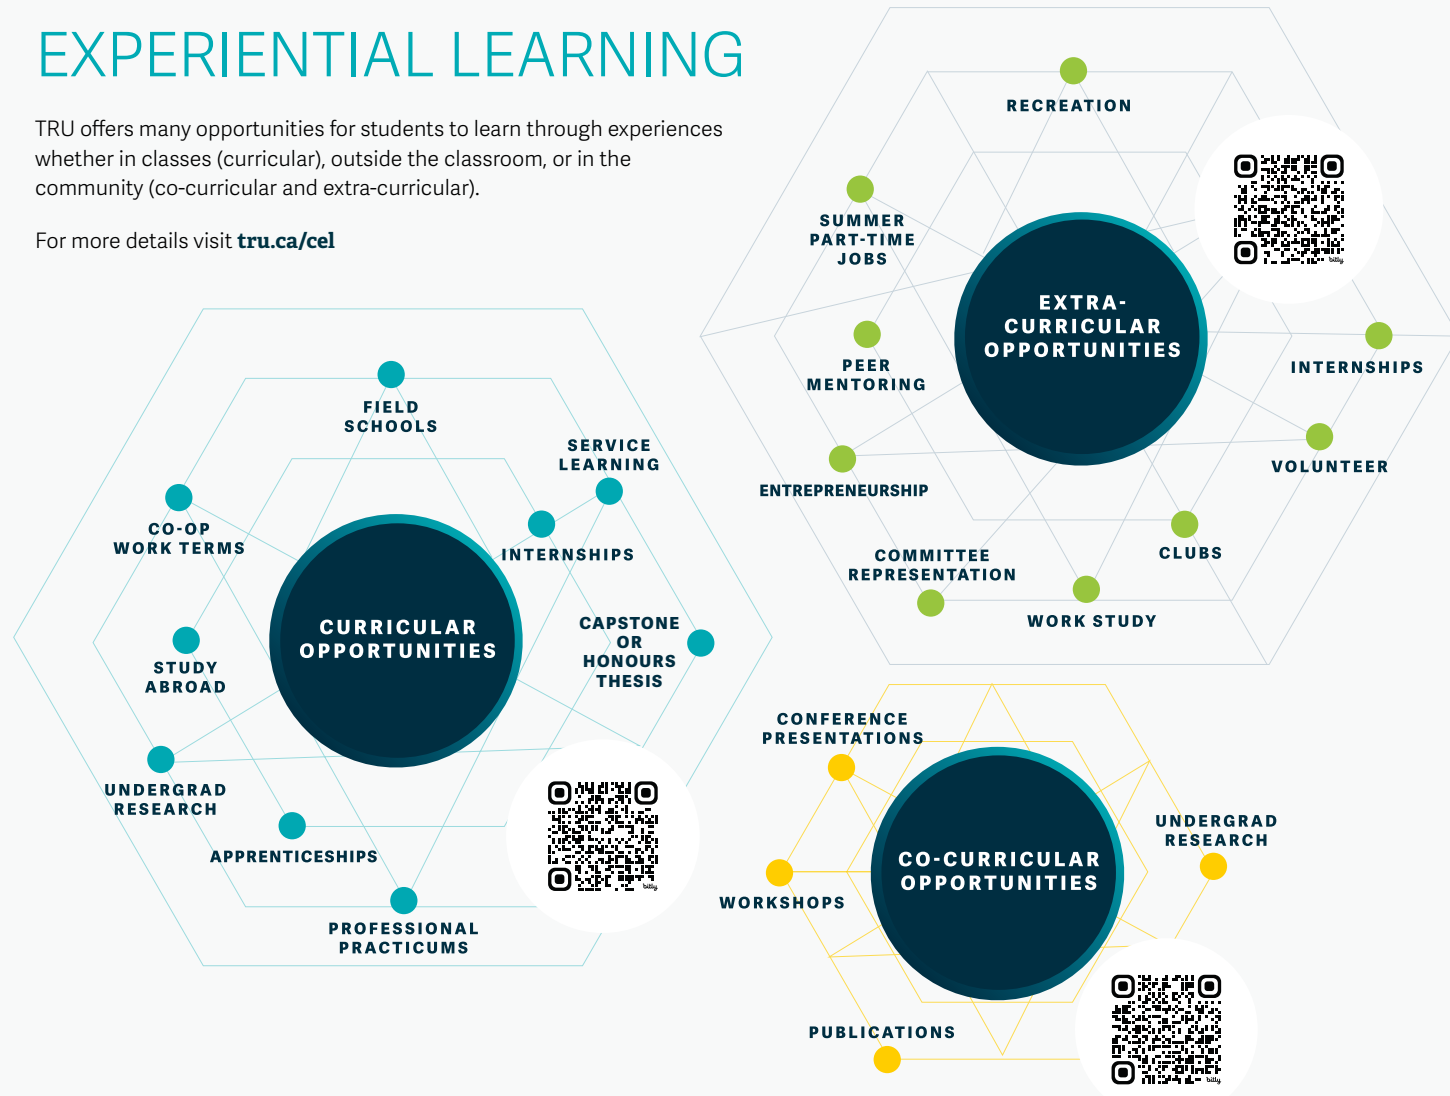 EXPERIENTIAL LEARNING
TRU offers many opportunities for students to learn through experiences
whether in classes (curricular), outside the classroom, or in the
community (co-curricular and extra-curricular).
For more details visit tru.ca/cel
RECREATION
SUMMER
PART-TIME
JOBS
EXTRA-
CURRICULAR
OPPORTUNITIES
bitly
PEER
MENTORING
INTERNSHIPS
ENTREPRENEURSHIP
VOLUNTEER
COMMITTEE
REPRESENTATION
CLUBS
WORK STUDY
FIELD
SCHOOLS
SERVICE
LEARNING
CO-OP
WORK TERMS
INTERNSHIPS
CURRICULAR
OPPORTUNITIES
CAPSTONE
OR
HONOURS
THESIS
STUDY
ABROAD
UNDERGRAD
RESEARCH
APPRENTICESHIPS
bitly
PROFESSIONAL
PRACTICUMS
CONFERENCE
PRESENTATIONS
UNDERGRAD
RESEARCH
CO-CURRICULAR
OPPORTUNITIES
WORKSHOPS
PUBLICATIONS
bitly